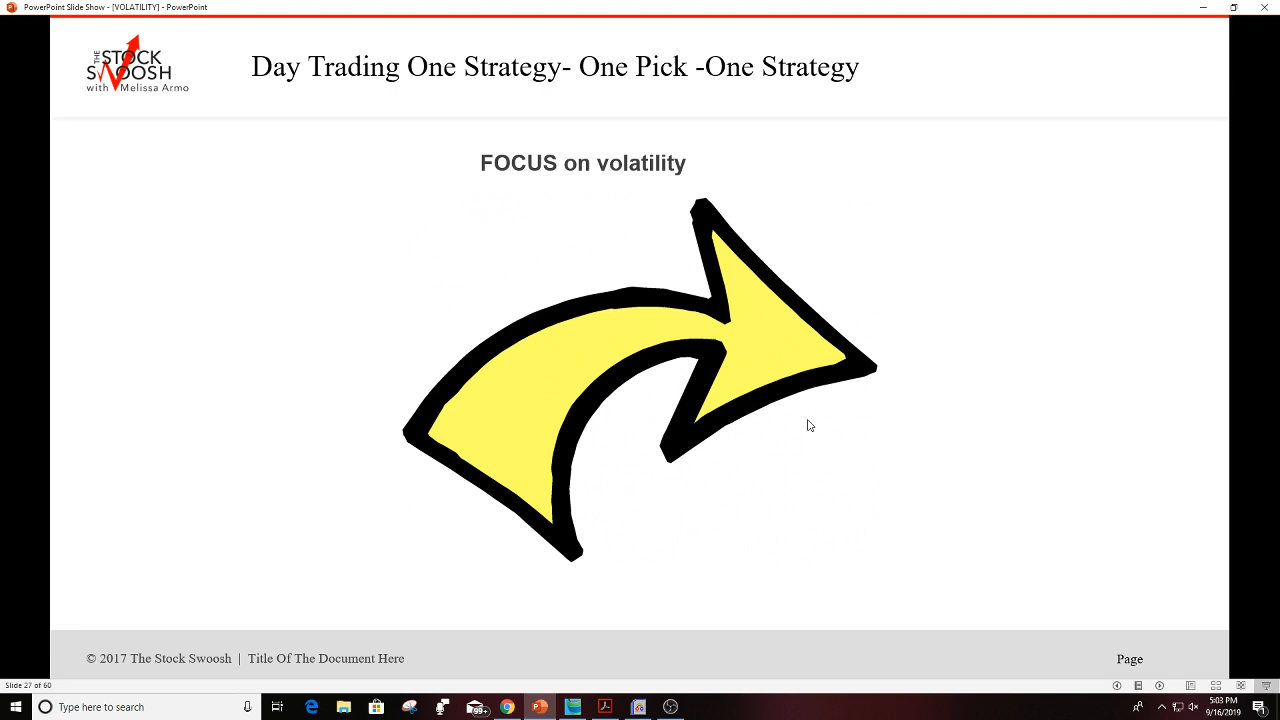 PowerPoint Slide Show - [VOLATILITY] - PowerPoint
THE STOCK
SWOOSH
with Melissa Armo
Day Trading One Strategy- One Pick -One Strategy
FOCUS on volatility
© 2017 The Stock Swoosh | Title Of The Document Here
Page
Slide 27 of 60
Type here to search
99+
5:03 PM
9/16/2019